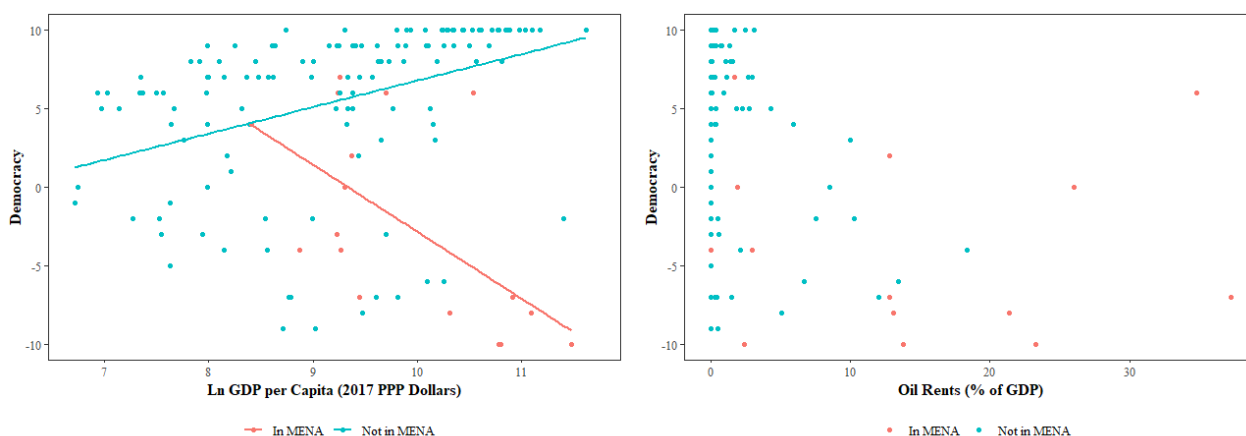 10
5
0
-5
-10
Democracy
7
8
9
10
11
Ln GDP per Capita (2017 PPP Dollars)
In MENA
Not in MENA
10
5
0
-5
-10
Democracy
0
10
20
30
Oil Rents (% of GDP)
In MENA
Not in MENA